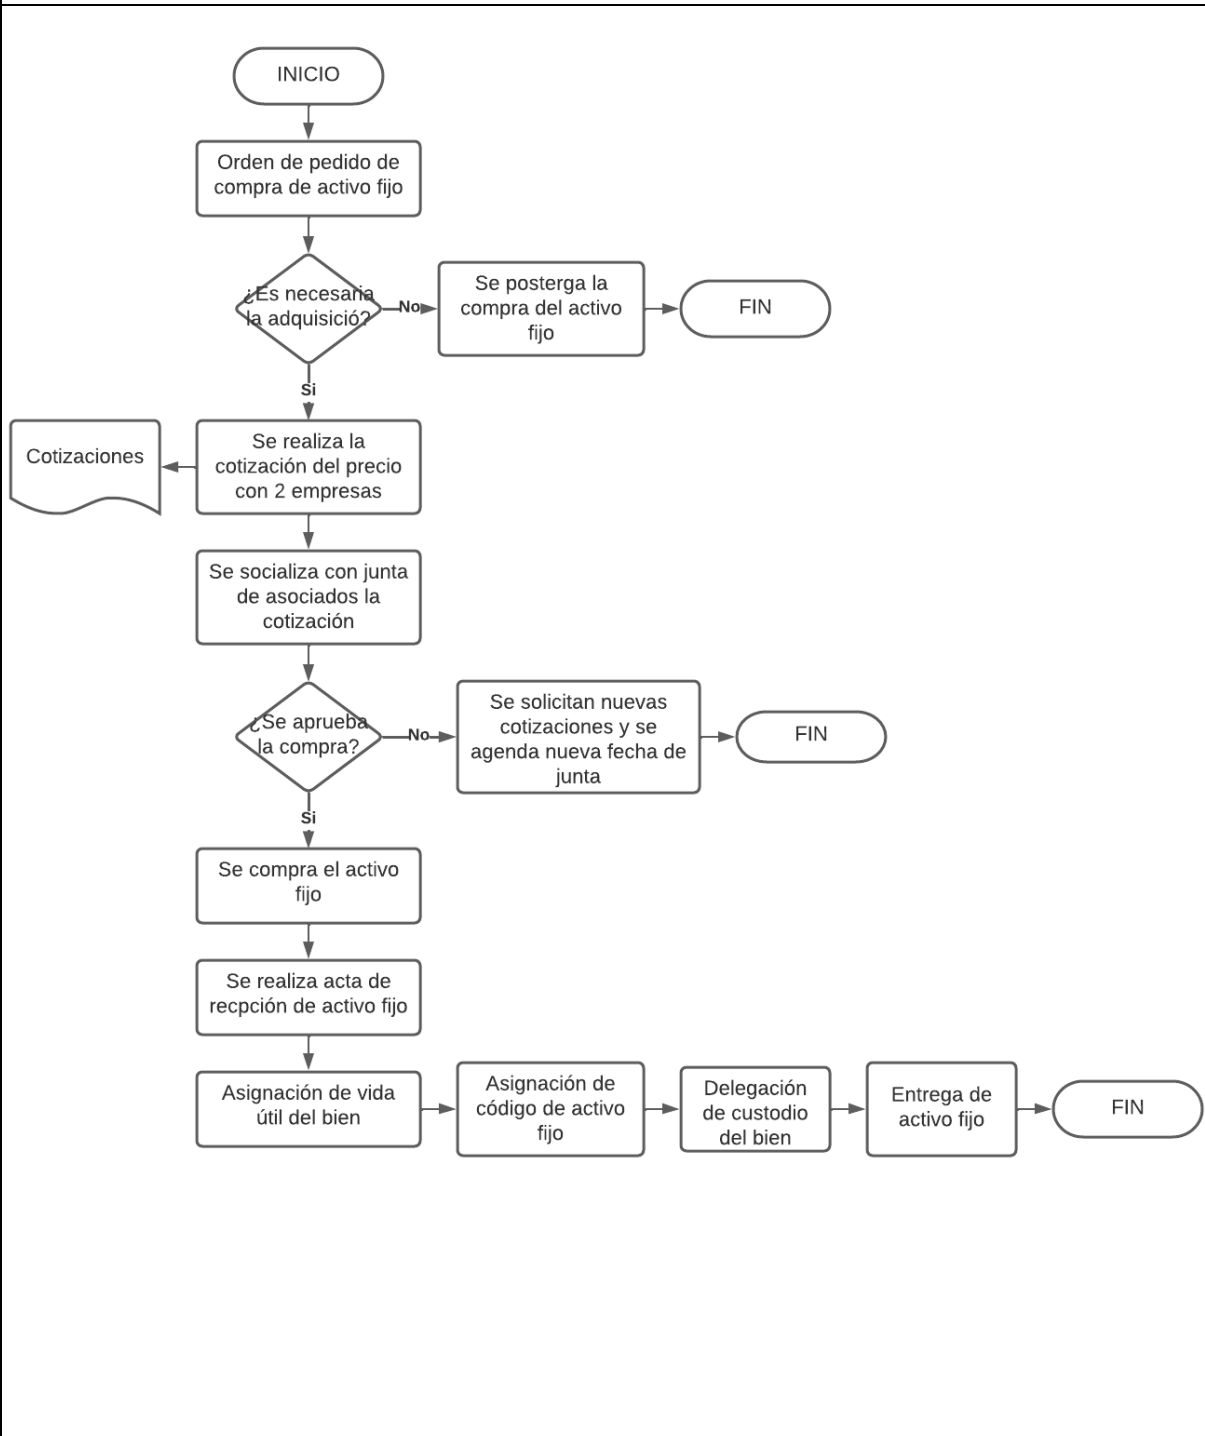 INICIO
Orden de pedido de
compra de activo fijo
¿Es necesaria
la adquisició?
No
Se posterga la
compra del activo
fijo
FIN
Si
Cotizaciones
Se realiza la
cotización del precio
con 2 empresas
Se socializa con junta
de asociados la
cotización
¿Se aprueba
la compra?
No
Se solicitan nuevas
cotizaciones y se
agenda nueva fecha de
junta
FIN
Si
Se compra el activo
fijo
Se realiza acta de
recpción de activo fijo
Asignación de vida
útil del bien
Asignación de
código de activo
fijo
Delegación
de custodio
del bien
Entrega de
activo fijo
FIN